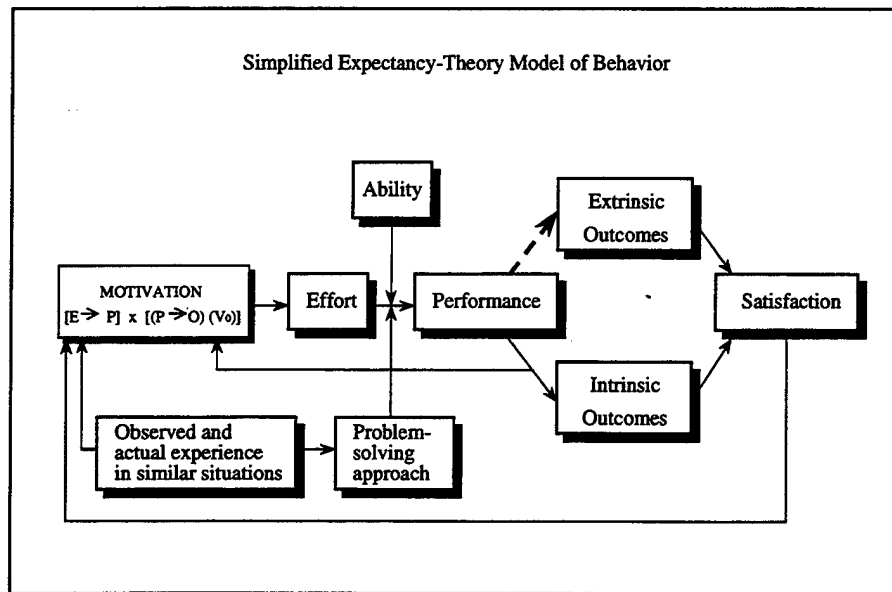 Simplified Expectancy-Theory Model of Behavior
Ability
Extrinsic
Outcomes
MOTIVATION
[E → P] x [(P → O) (Vo)]
Effort
Performance
Satisfaction
Intrinsic
Outcomes
Observed and
actual experience
in similar situations
Problem-
solving
approach